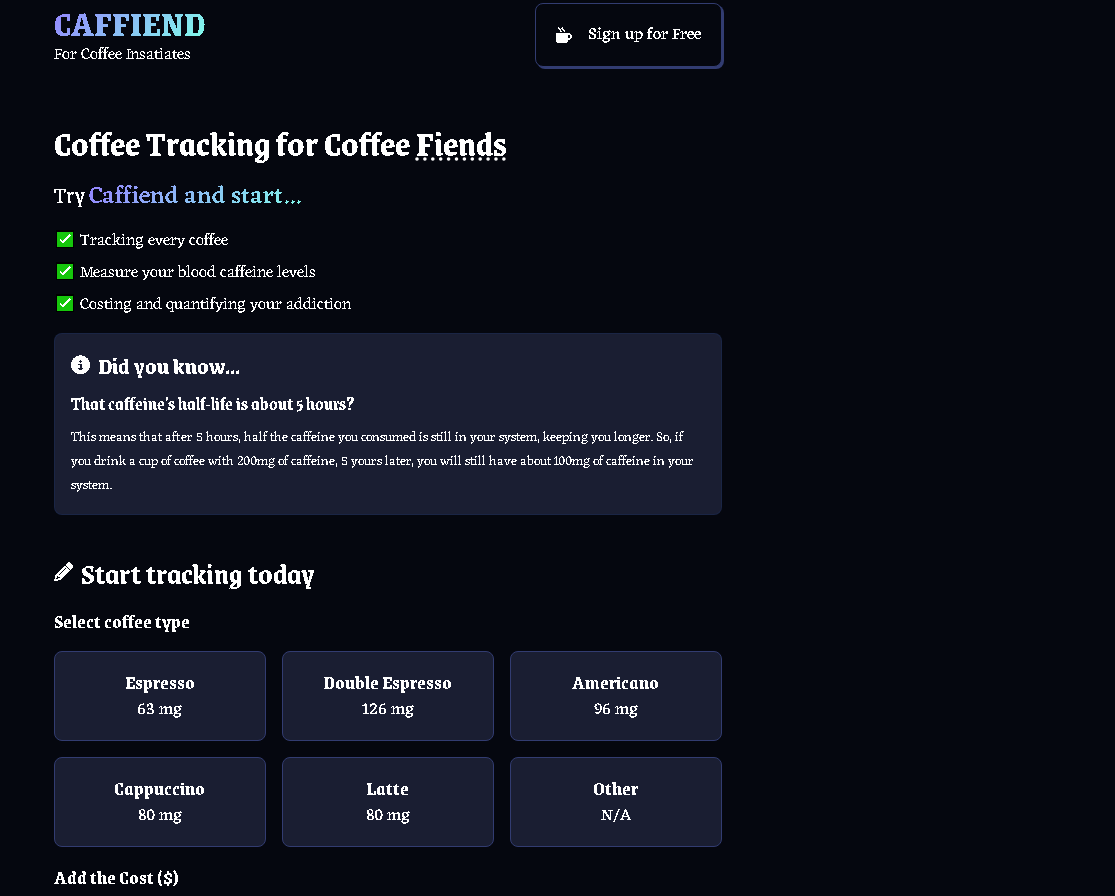 CAFFIEND
For Coffee Insatiates
Sign up for Free
Coffee Tracking for Coffee Fiends
Try Caffiend and start...
✅ Tracking every coffee
✅ Measure your blood caffeine levels
✅ Costing and quantifying your addiction
Did you know...
That caffeine's half-life is about 5 hours?
This means that after 5 hours, half the caffeine you consumed is still in your system, keeping you longer. So, if
you drink a cup of coffee with 200mg of caffeine, 5 yours later, you will still have about 100mg of caffeine in your
system.
Start tracking today
Select coffee type
Espresso
63 mg
Double Espresso
126 mg
Americano
96 mg
Cappuccino
80 mg
Latte
80 mg
Other
N/A
Add the Cost ($)